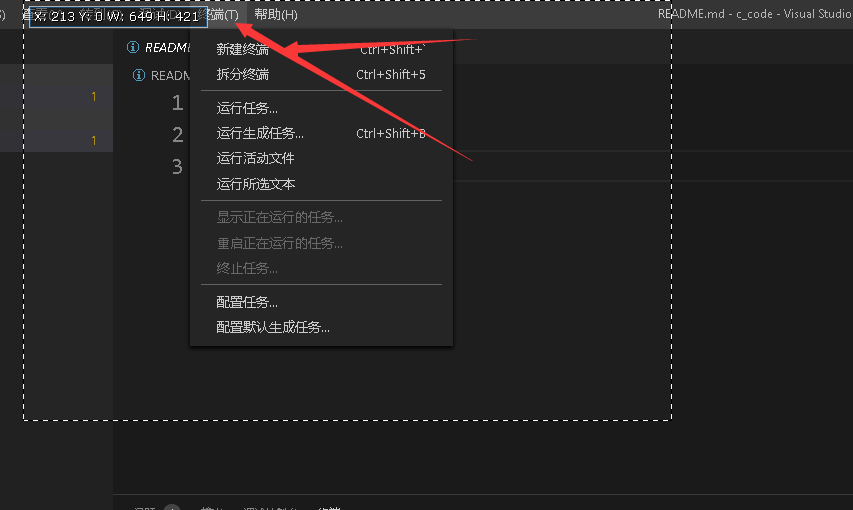 X: 213 Y: 0 W: 649 H: 421
终端(T) 帮助(H) README.md - c_code - Visual Studio
README
READM
新建终端 Ctrl+Shift+`
拆分终端 Ctrl+Shift+5
运行任务...
运行生成任务... Ctrl+Shift+B
运行活动文件
运行所选文本
显示正在运行的任务...
重启正在运行的任务...
终止任务...
配置任务...
配置默认生成任务...
1
1
1
2
3